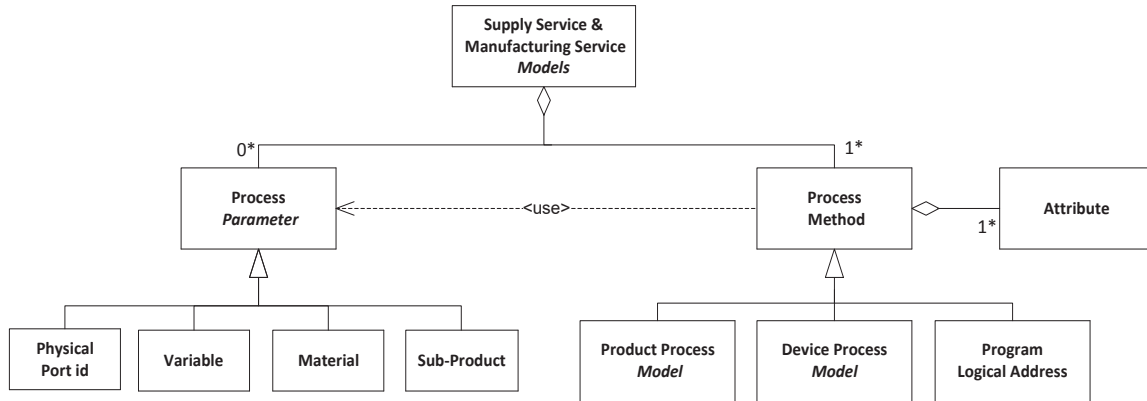 Supply Service &
Manufacturing Service
Models
0*
1*
Process
Parameter
<use>
Process
Method
1*
Attribute
Physical
Port id
Variable
Material
Sub-Product
Product Process
Model
Device Process
Model
Program
Logical Address